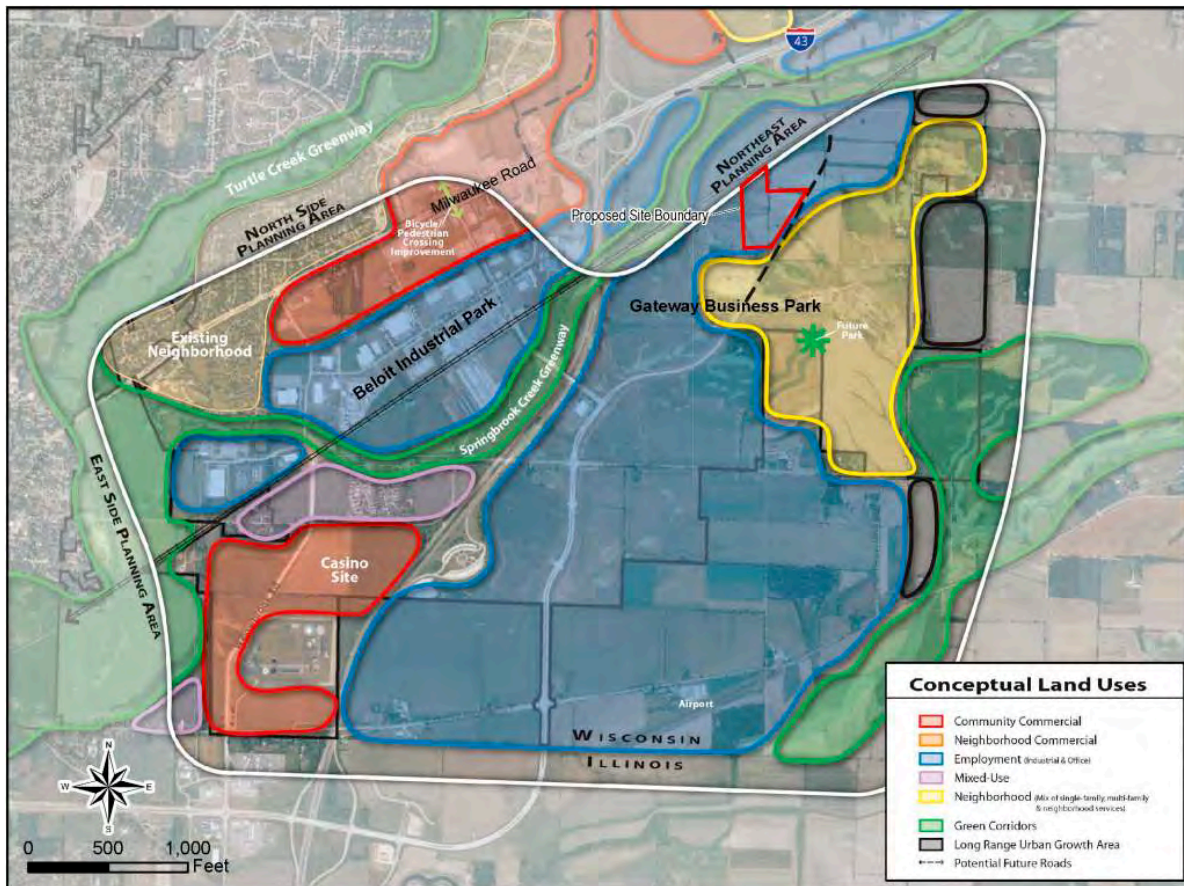 43
Turtle Creek Greenway
NORTH SIDE
PLANNING AREA
Milwaukee Road
Bicycle/
Pedestrian
Crossing
Improvement
NORTHEAST
PLANNING AREA
Proposed Site Boundary
Existing
Neighborhood
Beloit Industrial Park
Gateway Business Park
Future
Park
Springbrook Creek Greenway
EAST SIDE PLANNING AREA
Casino
Site
Airport
WISCONSIN
ILLINOIS
N
W
E
S
0 500 1,000
Feet
Conceptual Land Uses
Community Commercial
Neighborhood Commercial
Employment (Industrial & Office)
Mixed-Use
Neighborhood (Mix of single-family, multi-family
& neighborhood services)
Green Corridors
Long Range Urban Growth Area
Potential Future Roads